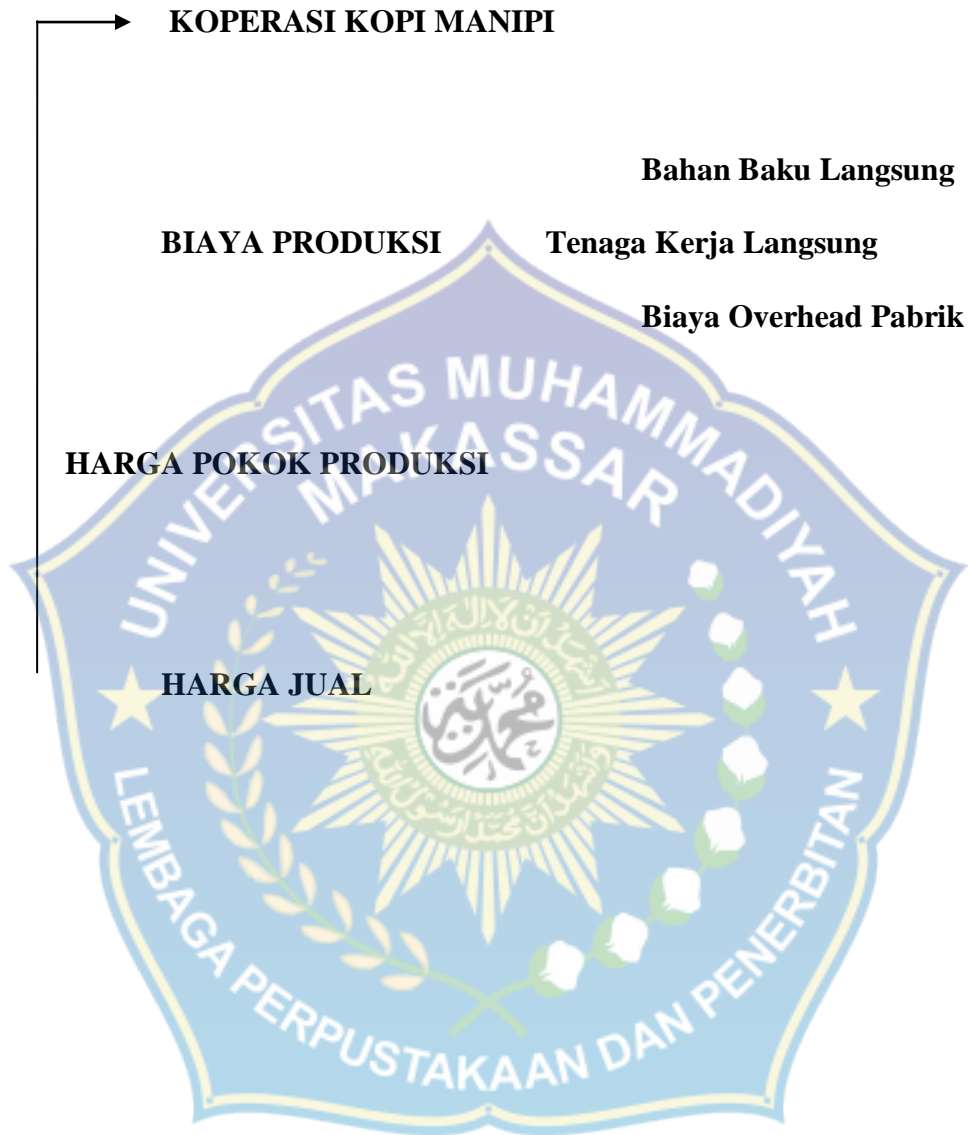 KOPERASI KOPI MANIPI
Bahan Baku Langsung
BIAYA PRODUKSI Tenaga Kerja Langsung
Biaya Overhead Pabrik
UNIVERSITAS MUHAMMADIYAH
MAKASSAR
HARGA POKOK PRODUKSI
HARGA JUAL
LEMBAGA PERPUSTAKAAN DAN PENERBITAN